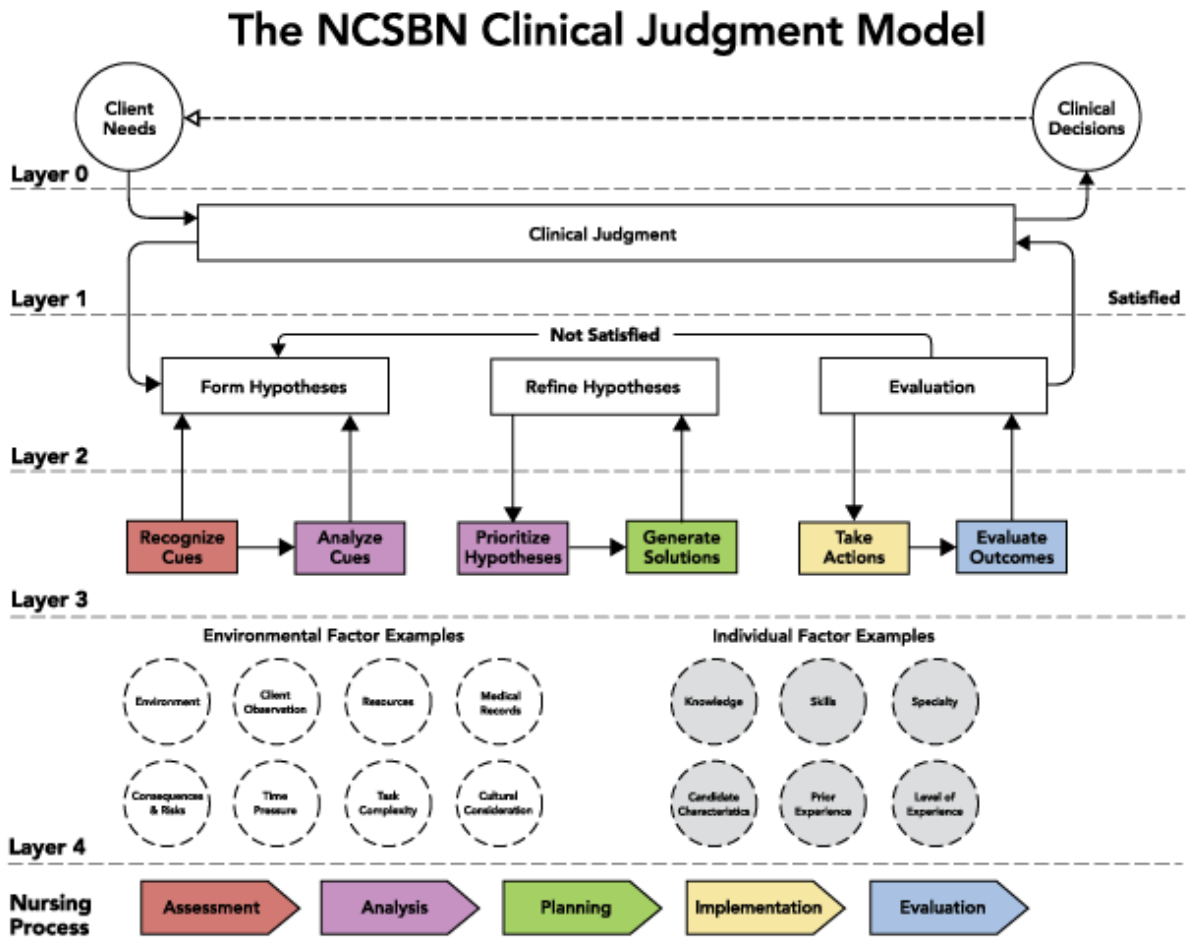 The NCSBN Clinical Judgment Model
Client
Needs
Clinical
Decisions
Layer 0
Clinical Judgment
Layer 1
Satisfied
Not Satisfied
Form Hypotheses
Refine Hypotheses
Evaluation
Layer 2
Recognize
Cues
Analyze
Cues
Prioritize
Hypotheses
Generate
Solutions
Take
Actions
Evaluate
Outcomes
Layer 3
Environmental Factor Examples
Individual Factor Examples
Environment
Client
Observation
Resources
Medical
Records
Knowledge
Skills
Specialty
Consequences
& Risks
Time
Pressure
Task
Complexity
Cultural
Consideration
Candidate
Characteristics
Prior
Experience
Level of
Experience
Layer 4
Nursing
Process
Assessment
Analysis
Planning
Implementation
Evaluation